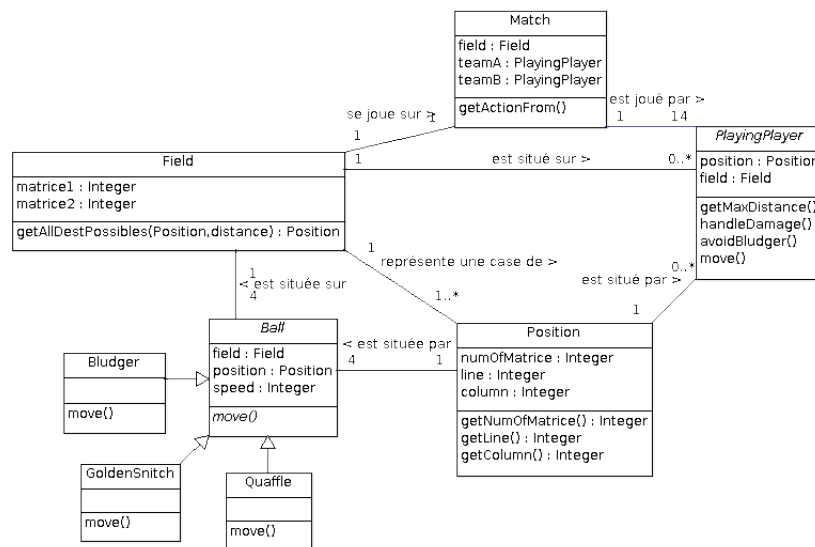 Match
field : Field
teamA : PlayingPlayer
teamB : PlayingPlayer
getActionFrom()
se joue sur >
1
1
est joué par >
1
14
PlayingPlayer
position : Position
field : Field
getMaxDistance()
handleDamage()
avoidBludger()
move()
Field
matrice1 : Integer
matrice2 : Integer
getAllDestPossibles(Position,distance) : Position
1
est situé sur >
0..*
1
< est située sur
4
1
représente une case de >
1..*
0..*
est situé par >
1
Ball
field : Field
position : Position
speed : Integer
move()
< est située par
4
1
Position
numOfMatrice : Integer
line : Integer
column : Integer
getNumOfMatrice() : Integer
getLine() : Integer
getColumn() : Integer
Bludger
move()
GoldenSnitch
move()
Quaffle
move()